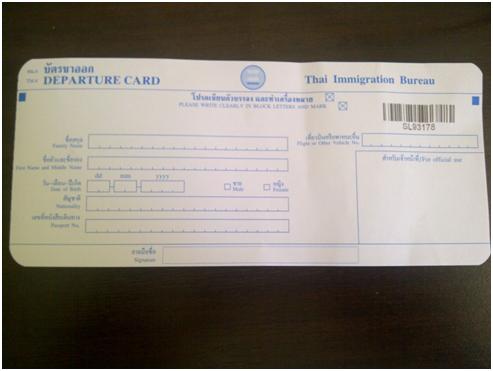 ตม.6 บัตรขาออก
TM.6 DEPARTURE CARD
Thai Immigration Bureau
โปรดเขียนตัวบรรจง และทำเครื่องหมาย ☒
PLEASE WRITE CLEARLY IN BLOCK LETTERS AND MARK ☒
SL93178
ชื่อสกุล
Family Name
เที่ยวบินหรือพาหนะอื่น
Flight or Other Vehicle No.
ชื่อตัวและชื่อรอง
First Name and Middle Name
สำหรับเจ้าหน้าที่/For official use
dd mm yyyy
วัน-เดือน-ปีเกิด
Date of Birth
ชาย
Male
หญิง
Female
สัญชาติ
Nationality
เลขที่หนังสือเดินทาง
Passport No.
ลายมือชื่อ
Signature